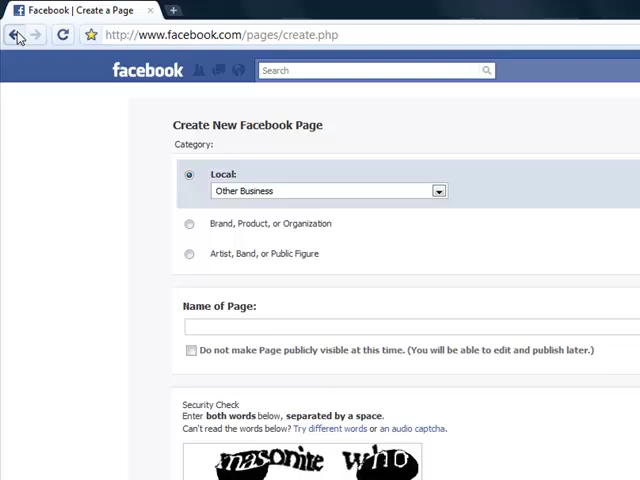 Facebook | Create a Page
http://www.facebook.com/pages/create.php
facebook
Search
Create New Facebook Page
Category:
Local:
Other Business
Brand, Product, or Organization
Artist, Band, or Public Figure
Name of Page:
Do not make Page publicly visible at this time. (You will be able to edit and publish later.)
Security Check
Enter both words below, separated by a space.
Can't read the words below? Try different words or an audio captcha.
masonite who